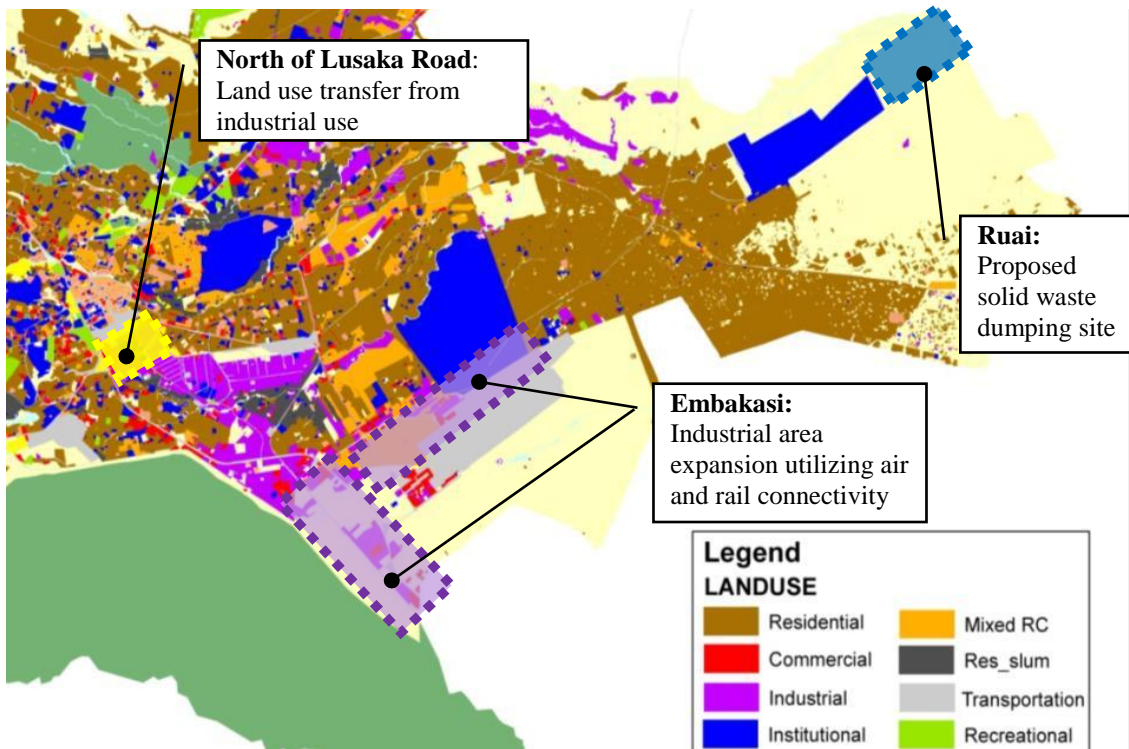 North of Lusaka Road:
Land use transfer from
industrial use
Ruai:
Proposed
solid waste
dumping site
Embakasi:
Industrial area
expansion utilizing air
and rail connectivity
Legend
LANDUSE
Residential
Commercial
Industrial
Institutional
Mixed RC
Res_slum
Transportation
Recreational